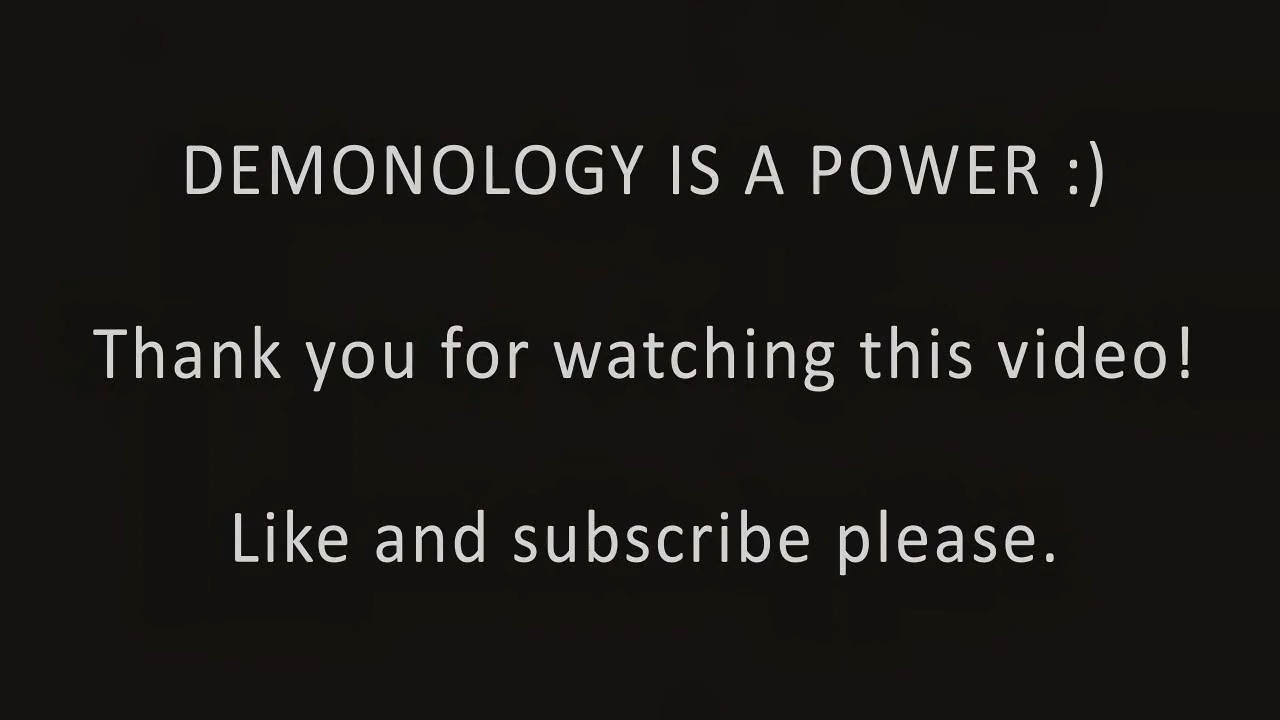 DEMONOLOGY IS A POWER :)
Thank you for watching this video!
Like and subscribe please.